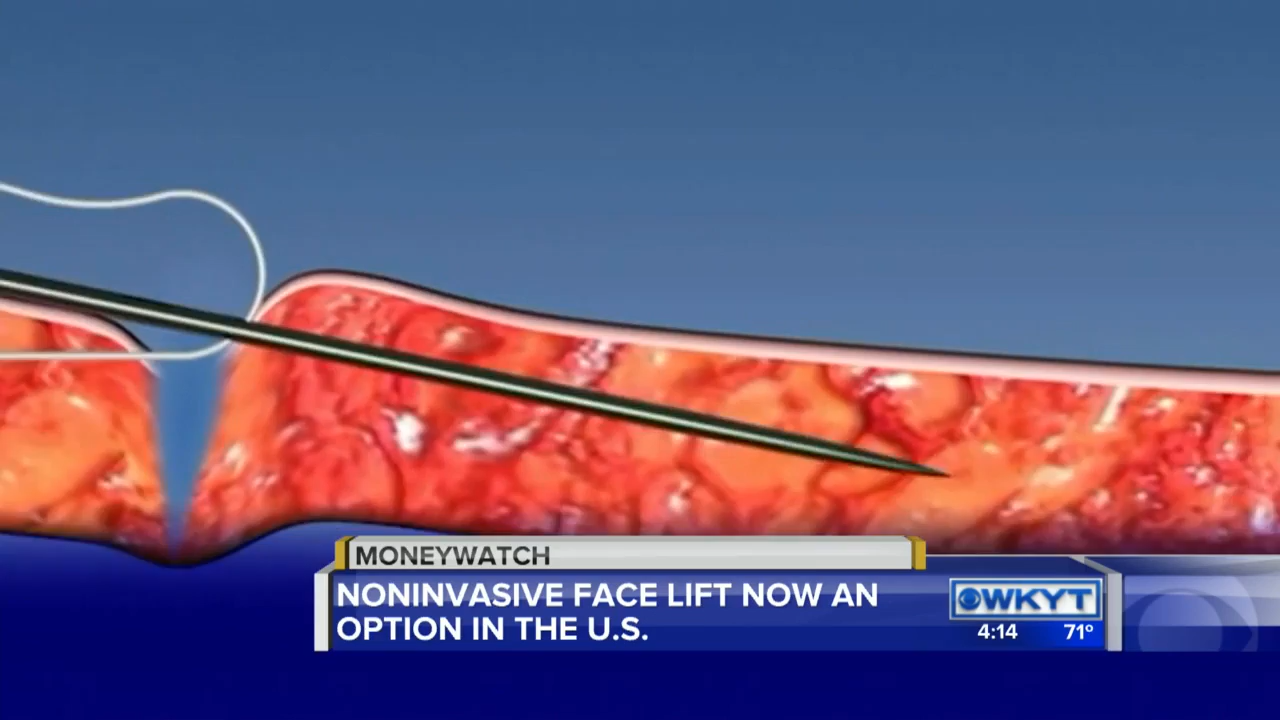 MONEYWATCH
NONINVASIVE FACE LIFT NOW AN
OPTION IN THE U.S.
WKYT
4:14 71°